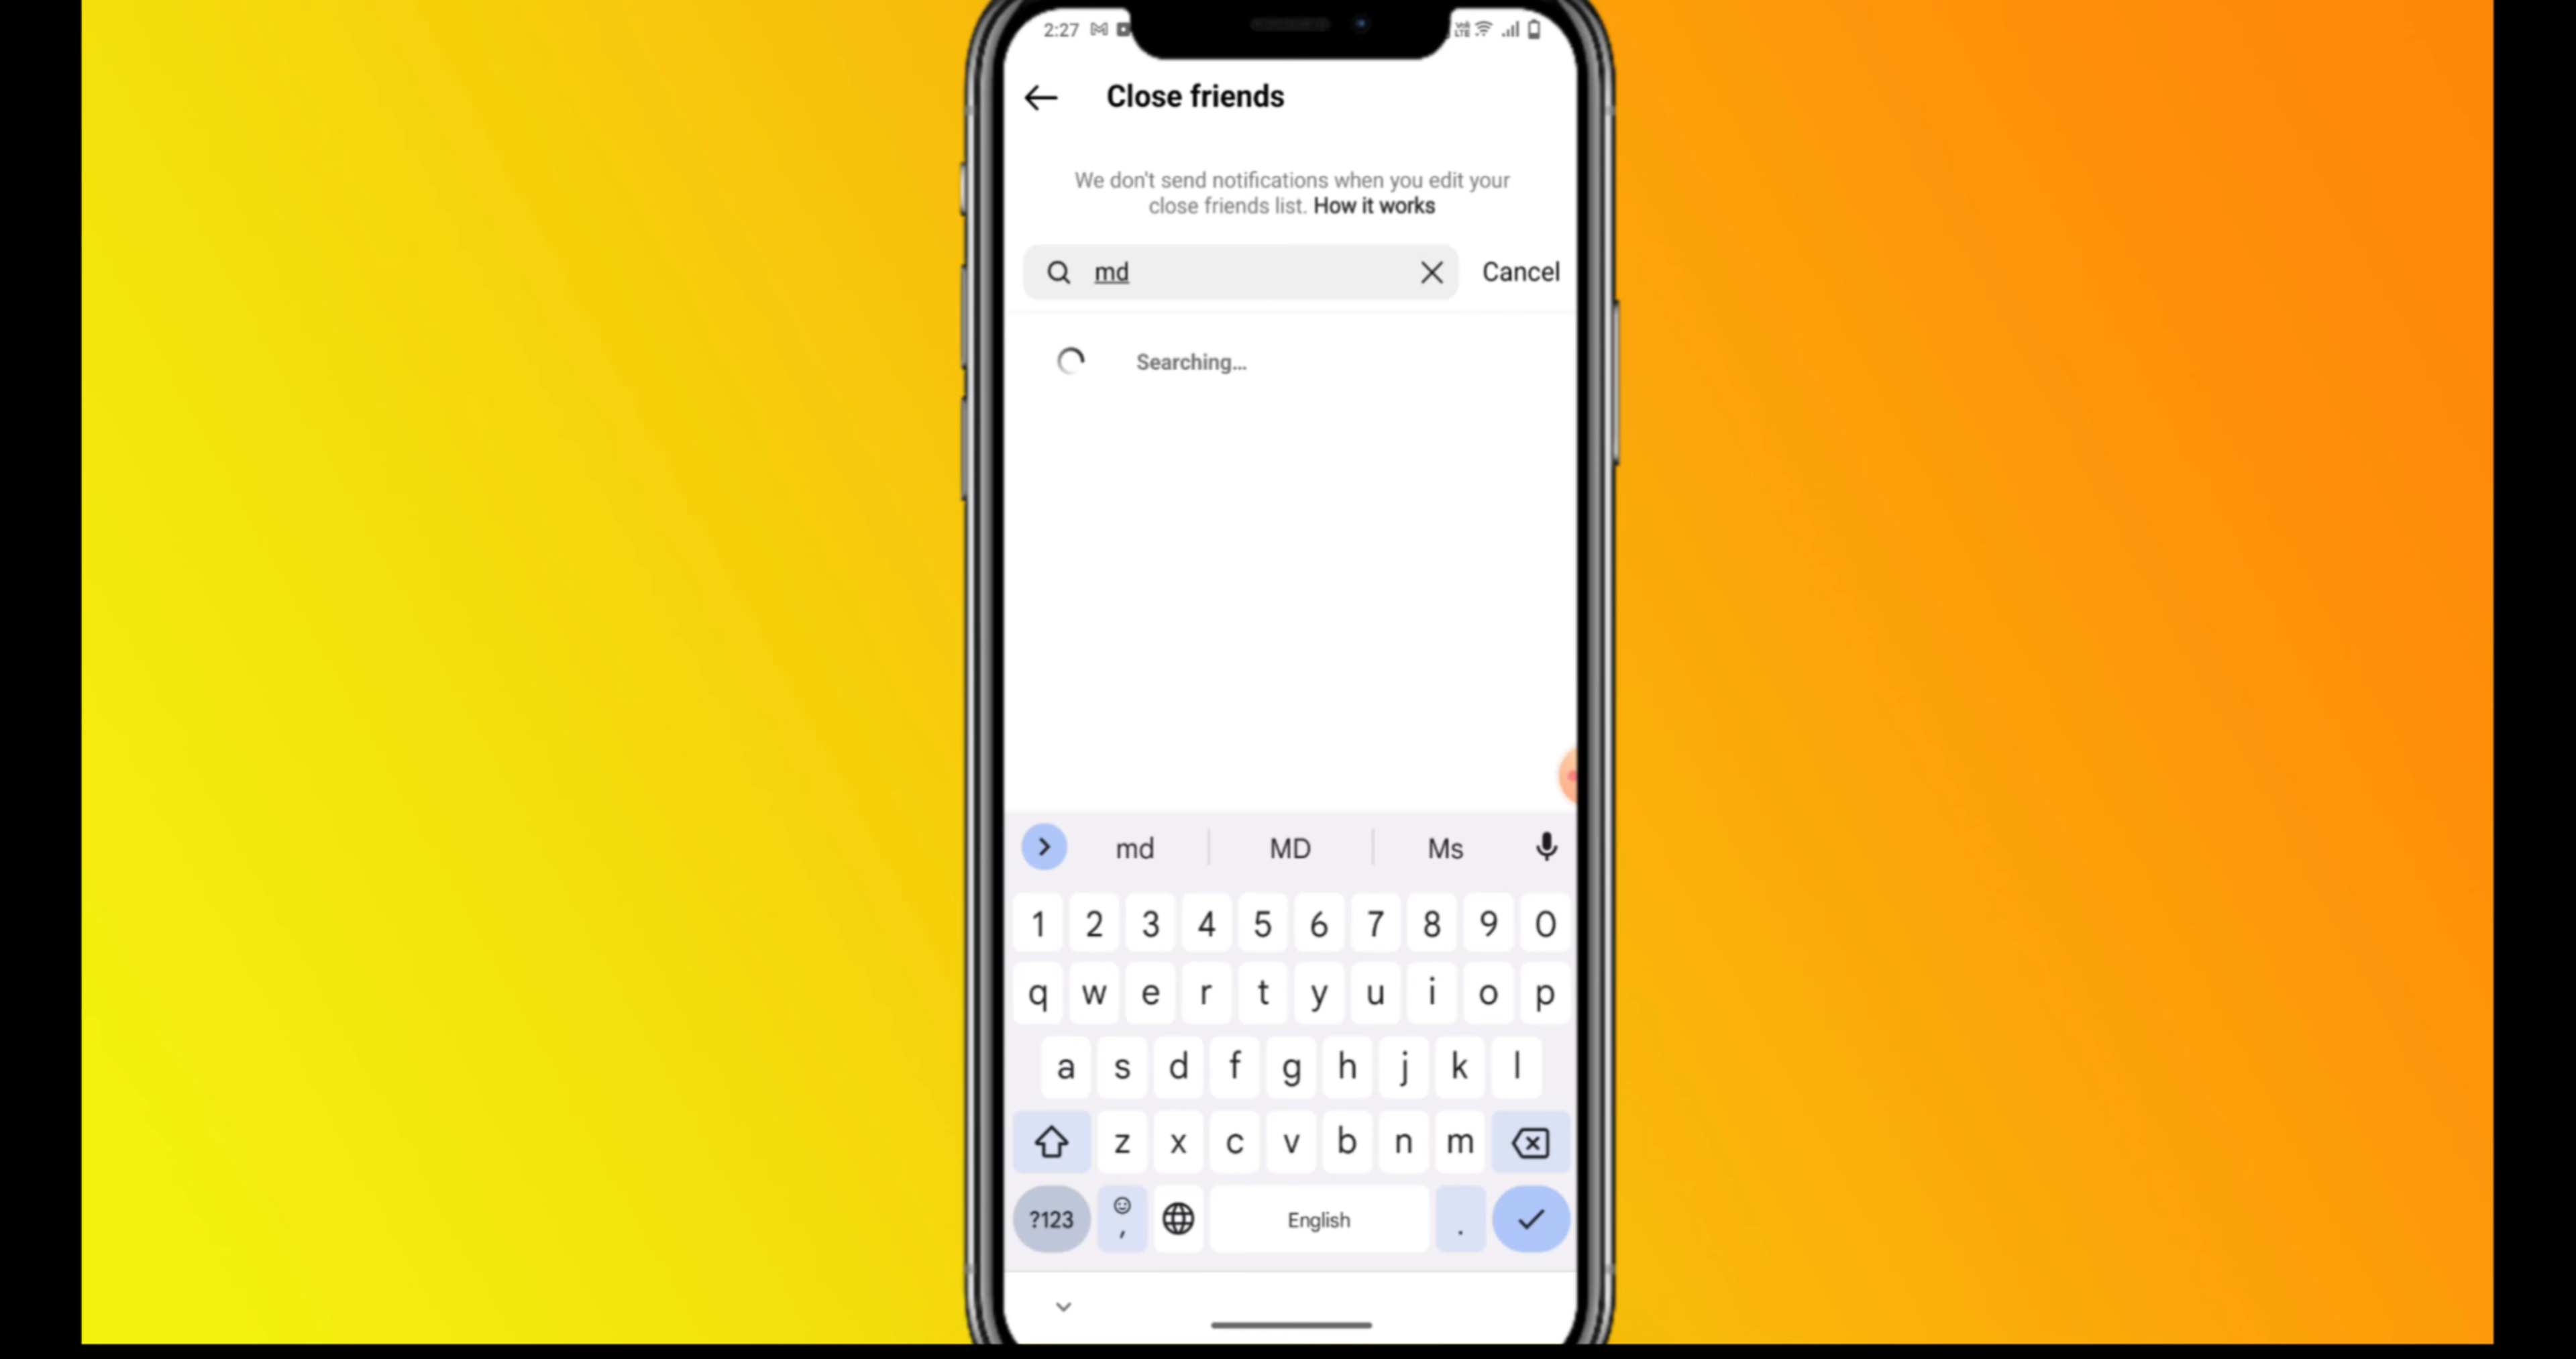 2:27
Close friends
We don't send notifications when you edit your
close friends list. How it works
md
Cancel
Searching...
md MD Ms
1 2 3 4 5 6 7 8 9 0
q w e r t y u i o p
a s d f g h j k l
z x c v b n m
?123 , English .